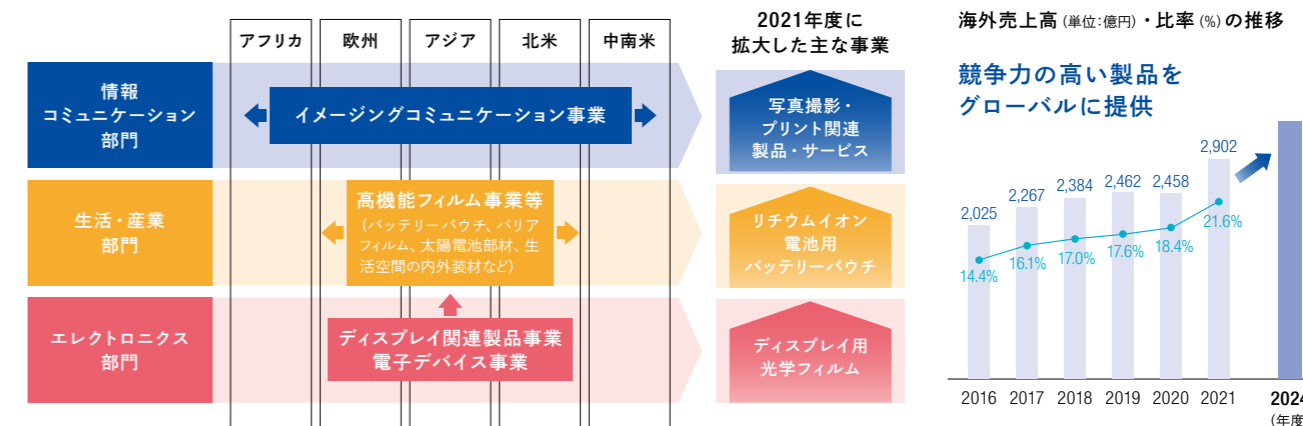 アフリカ
欧州
アジア
北米
中南米
2021年度に
拡大した主な事業
情報
コミュニケーション
部門
イメージングコミュニケーション事業
写真撮影・
プリント関連
製品・サービス
生活・産業
部門
高機能フィルム事業等
(バッテリーパウチ、バリア
フィルム、太陽電池部材、生
活空間の内外装材など)
リチウムイオン
電池用
バッテリーパウチ
エレクトロニクス
部門
ディスプレイ関連製品事業
電子デバイス事業
ディスプレイ用
光学フィルム
海外売上高 (単位:億円) ・比率 (%) の推移
競争力の高い製品を
グローバルに提供
2,025
2,267
2,384
2,462
2,458
2,902
14.4%
16.1%
17.0%
17.6%
18.4%
21.6%
2016
2017
2018
2019
2020
2021
2024
(年度